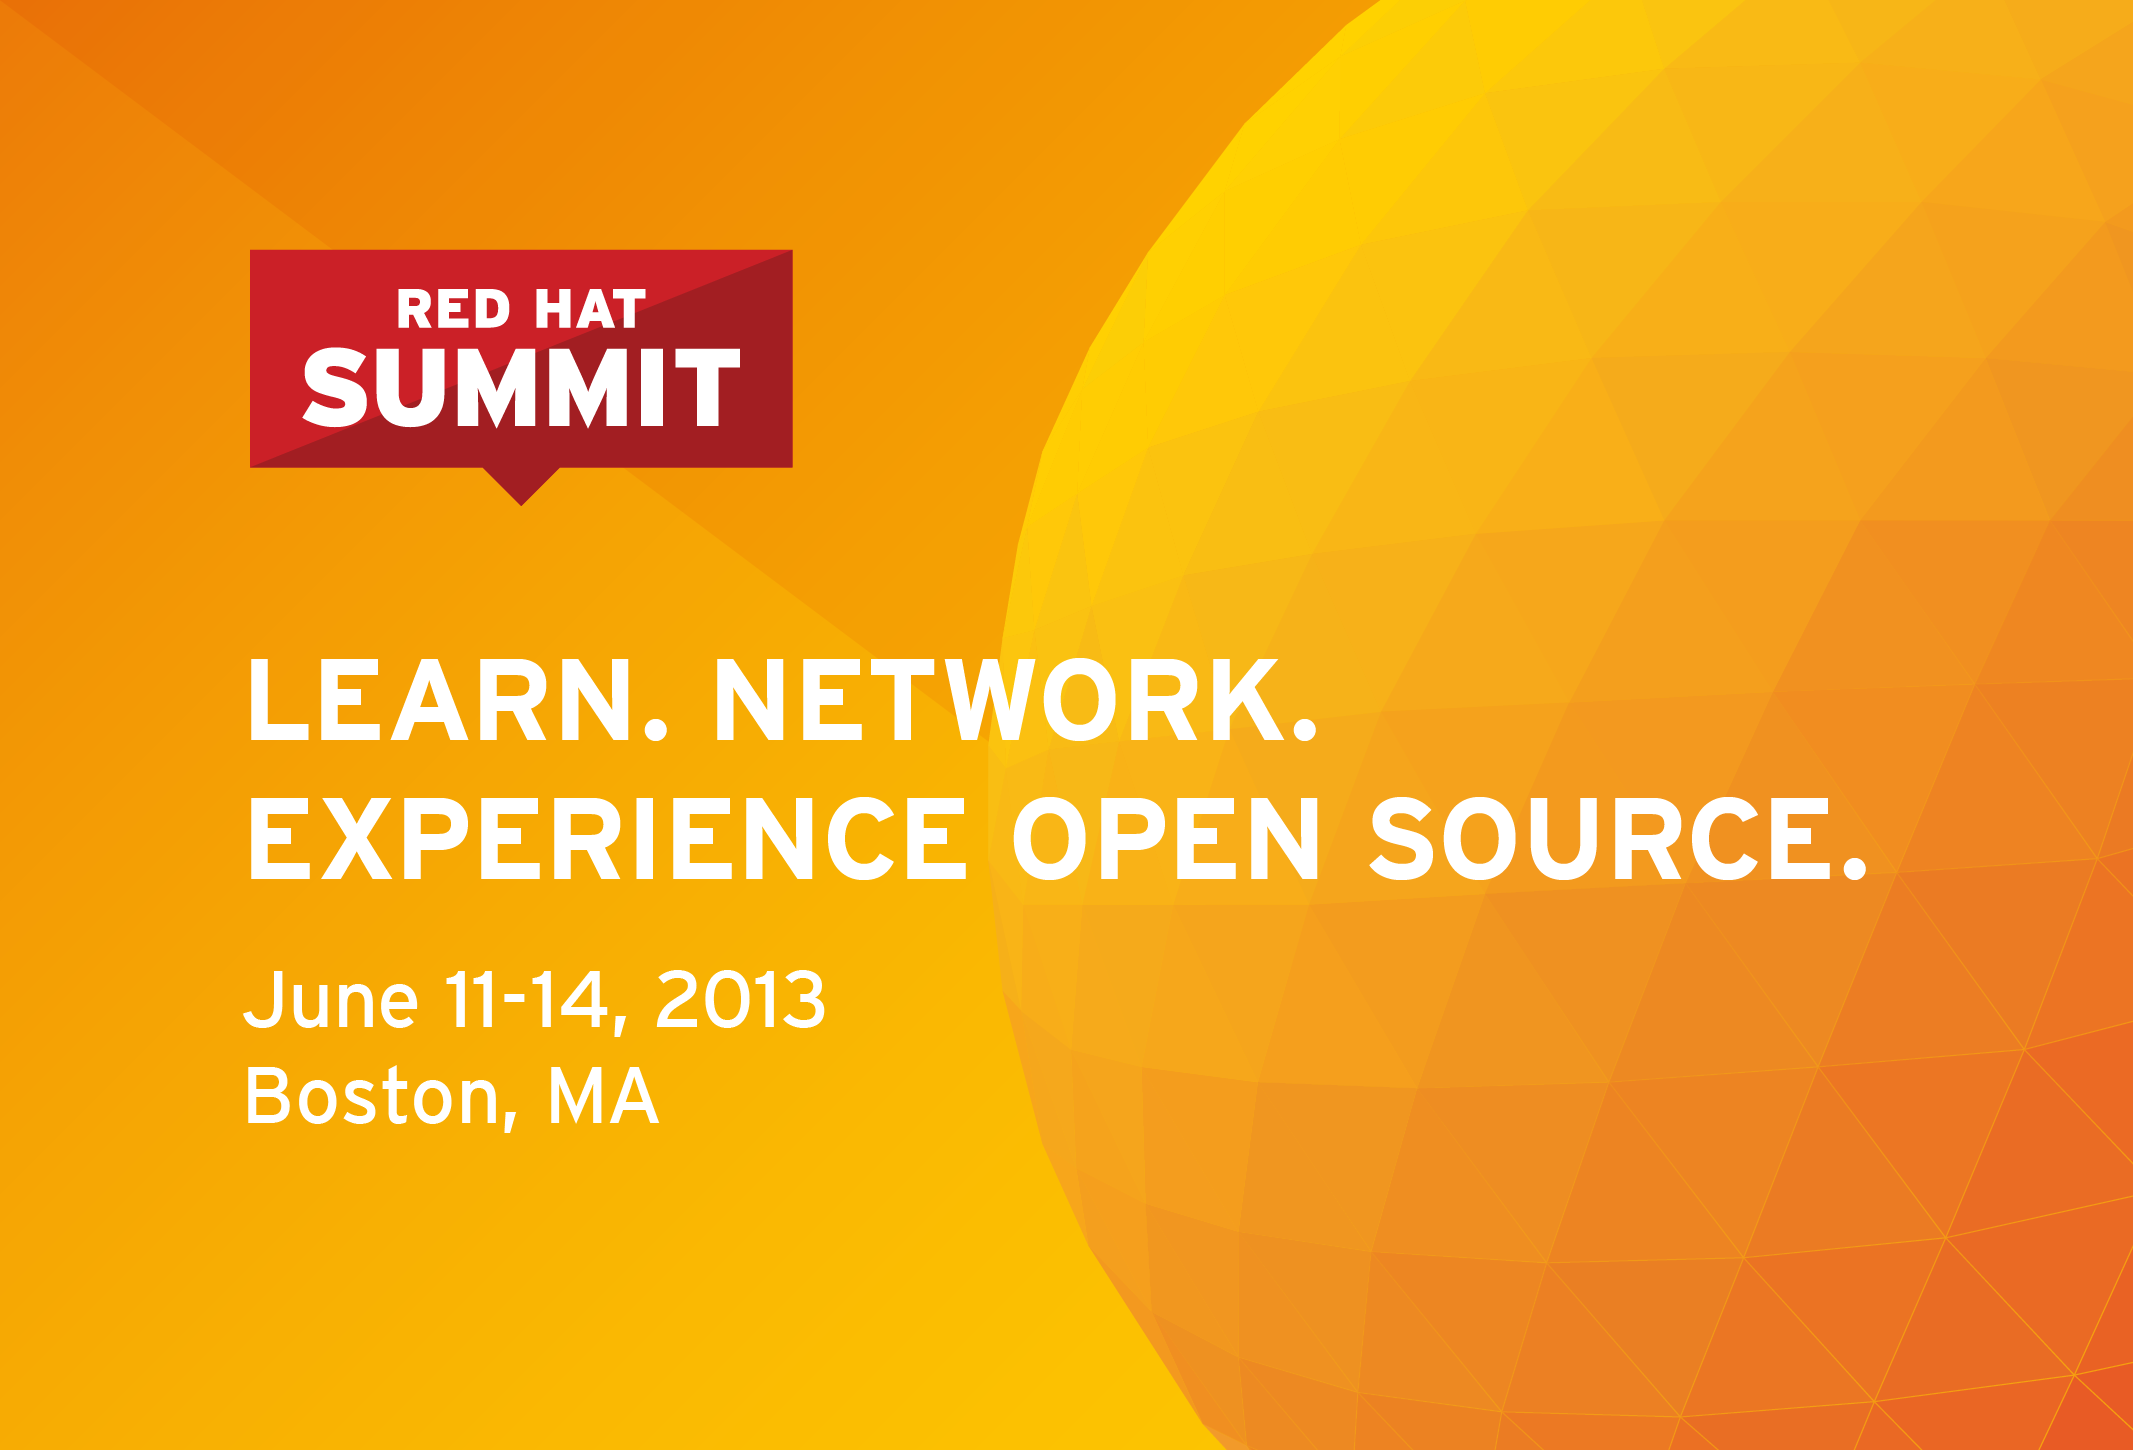 RED HAT
SUMMIT
LEARN. NETWORK.
EXPERIENCE OPEN SOURCE.
June 11-14, 2013
Boston, MA